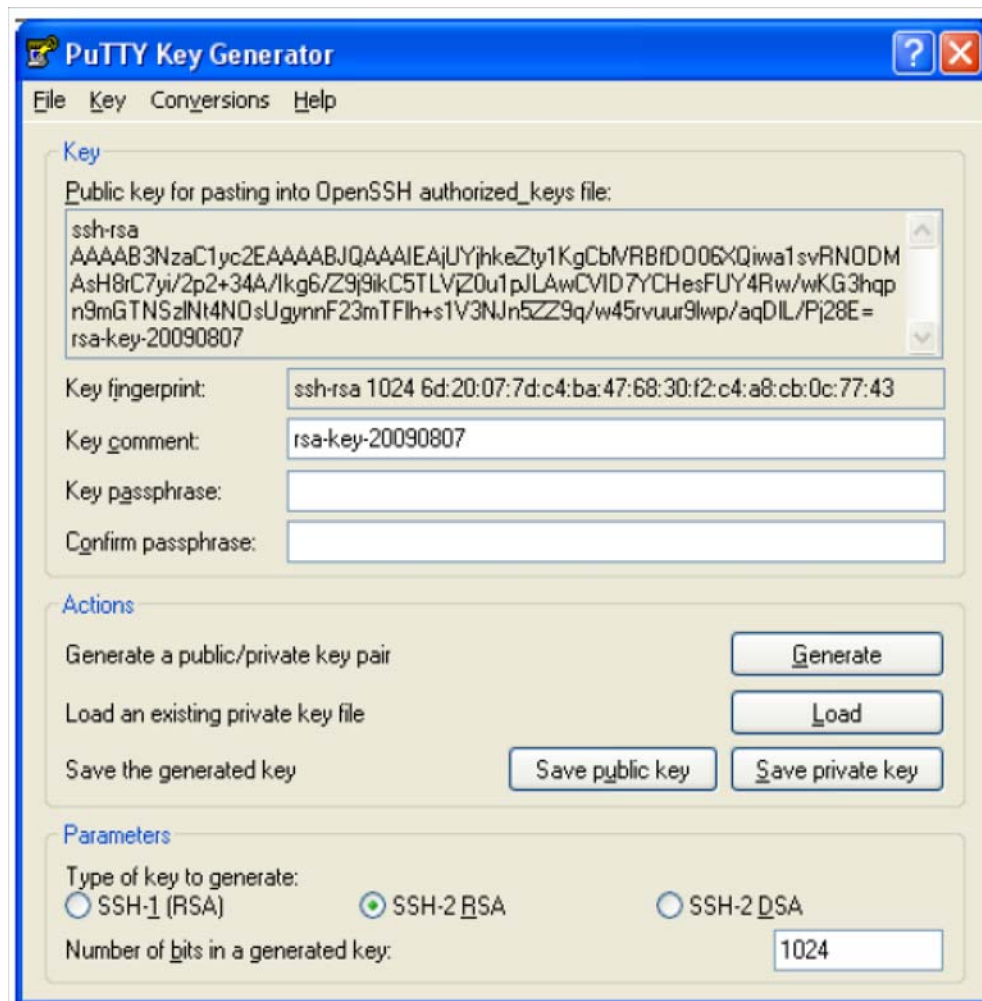 PuTTY Key Generator
File Key Conversions Help
Key
Public key for pasting into OpenSSH authorized_keys file:
ssh-rsa
AAAAB3NzaC1yc2EAAAABJQAAAIEAjUYjhkeZty1KgCbIVRBfDO06XQiwa1svRNODM
AsH8rC7yi/2p2+34A/Ikg6/Z9j9ikC5TLVjZ0u1pJLAwCVID7YCHesFUY4Rw/wKG3hqp
n9mGTNSzINt4NOsUgynnF23mTFIh+s1V3NJn5ZZ9q/w45rvuur9Iwp/aqDIL/Pj28E=
rsa-key-20090807
Key fingerprint: ssh-rsa 1024 6d:20:07:7d:c4:ba:47:68:30:f2:c4:a8:cb:0c:77:43
Key comment: rsa-key-20090807
Key passphrase:
Confirm passphrase:
Actions
Generate a public/private key pair Generate
Load an existing private key file Load
Save the generated key Save public key Save private key
Parameters
Type of key to generate:
SSH-1 (RSA) SSH-2 RSA SSH-2 DSA
Number of bits in a generated key: 1024